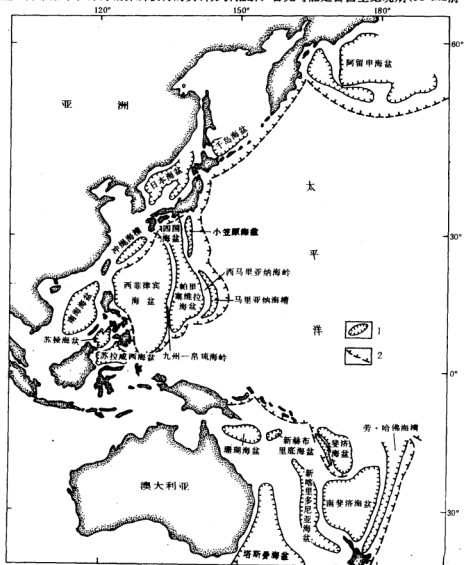 120° 150° 180°
60°
阿留申海盆
亚 洲
千岛海盆
日本海盆
太
四国海盆
小笠原海盆
冲绳海槽
平
西马里亚纳海岭
西菲律宾海盆
帕里塞维拉海盆
马里亚纳海槽
南海海盆
洋
1
苏禄海盆
2
苏拉威西海盆
九州一帛琉海岭
0°
劳·哈佛海槽
珊瑚海盆
新赫布里底海盆
斐济海盆
澳大利亚
新喀里多尼亚海盆
南斐济海盆
30°
塔斯曼海盆